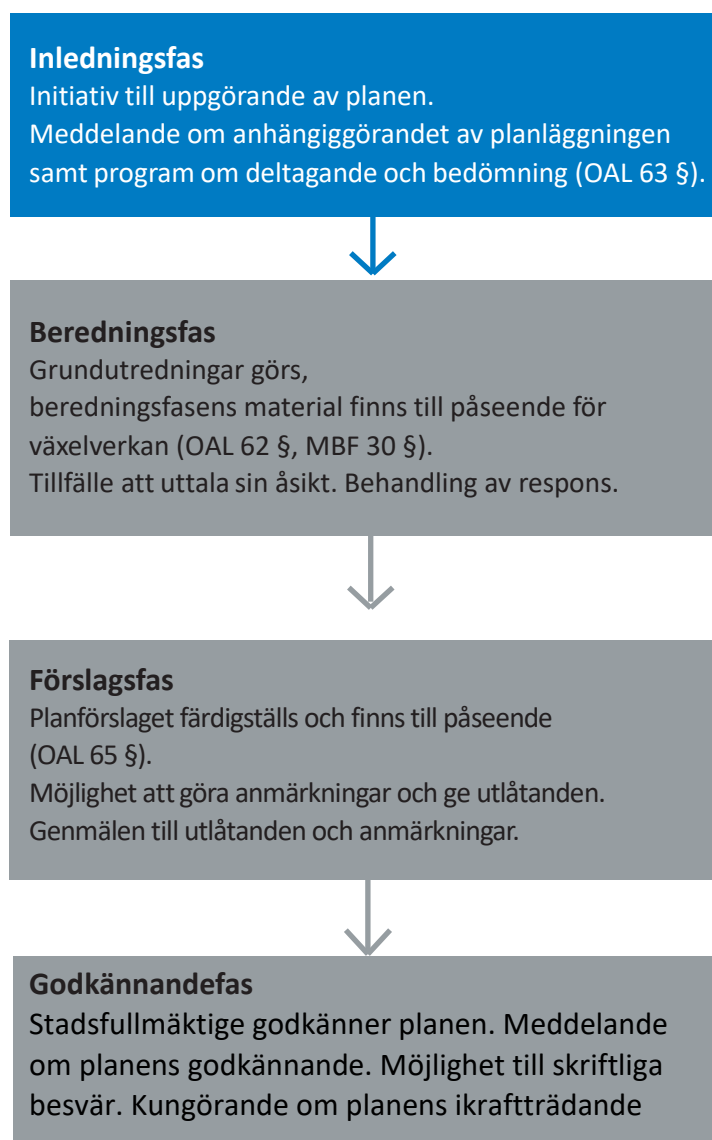 Inledningsfas
Initiativ till uppgörande av planen.
Meddelande om anhängiggörandet av planläggningen
samt program om deltagande och bedömning (OAL 63 §).
Beredningsfas
Grundutredningar görs,
beredningsfasens material finns till påseende för
växelverkan (OAL 62 §, MBF 30 §).
Tillfälle att uttala sin åsikt. Behandling av respons.
Förslagsfas
Planförslaget färdigställs och finns till påseende
(OAL 65 §).
Möjlighet att göra anmärkningar och ge utlåtanden.
Genmälen till utlåtanden och anmärkningar.
Godkännandefas
Stadsfullmäktige godkänner planen. Meddelande
om planens godkännande. Möjlighet till skriftliga
besvär. Kungörande om planens ikraftträdande